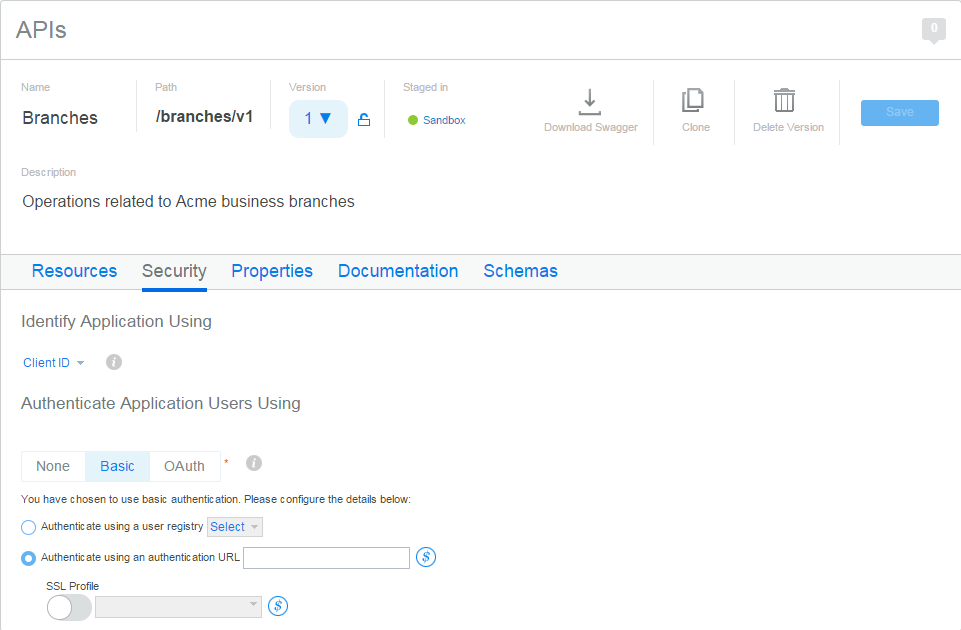 APIs
0
Name
Path
Version
Staged in
Branches
/branches/v1
1
Sandbox
Download Swagger
Clone
Delete Version
Save
Description
Operations related to Acme business branches
Resources Security Properties Documentation Schemas
Identify Application Using
Client ID
i
Authenticate Application Users Using
None Basic OAuth * i
You have chosen to use basic authentication. Please configure the details below:
Authenticate using a user registry Select
Authenticate using an authentication URL $
SSL Profile
$